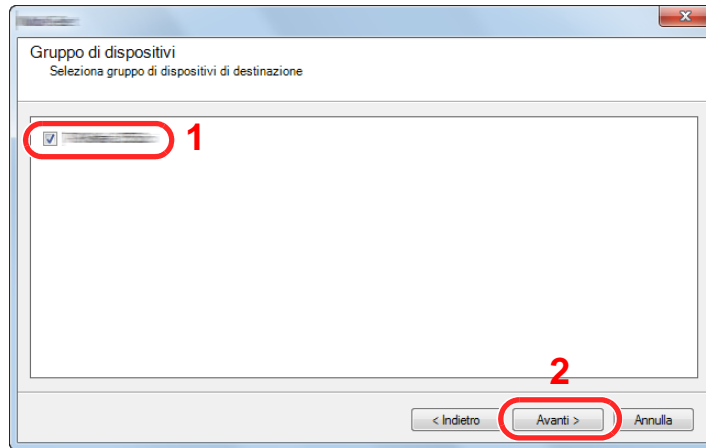 Gruppo di dispositivi
Seleziona gruppo di dispositivi di destinazione
1
2
< Indietro
Avanti >
Annulla